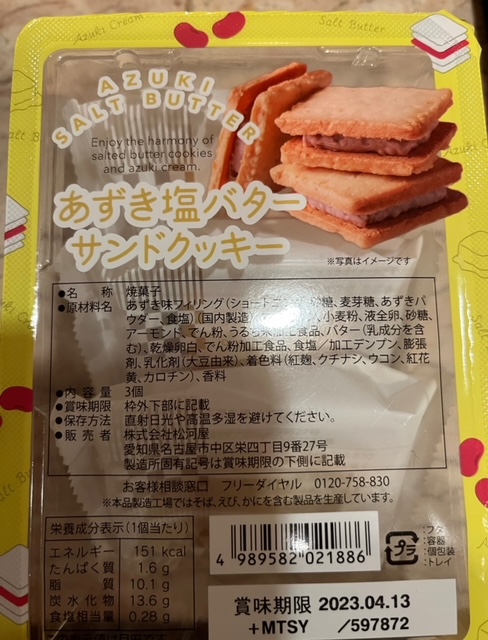 Azuki Cream
Salt Butter
AZUKI
SALT BUTTER
Enjoy the harmony of
salted butter cookies
and azuki cream.
あずき塩バター
サンドクッキー
※写真はイメージです
●名　称 焼菓子
●原材料名 あずき味フィリング(ショートニング、砂糖、麦芽糖、あずきパ
ウダー、食塩)(国内製造)、小麦粉、液全卵、砂糖、
アーモンド、でん粉、うるち米加工食品、バター(乳成分を含
む)、乾燥卵白、でん粉加工食品、食塩／加工デンプン、膨張
剤、乳化剤(大豆由来)、着色料(紅麹、クチナシ、ウコン、紅花
黄、カロチン)、香料
●内容量 3個
●賞味期限 枠外下部に記載
●保存方法 直射日光や高温多湿を避けてください。
●販売者 株式会社松河屋
愛知県名古屋市中区栄四丁目9番27号
製造所固有記号は賞味期限の下側に記載
お客様相談窓口 フリーダイヤル 0120-758-830
※本品製造工場ではそば、えび、かにを含む製品を生産しています。
栄養成分表示(1個当たり)
エネルギー 151 kcal
たんぱく質 1.6 g
脂質 10.1 g
炭水化物 13.6 g
食塩相当量 0.28 g
4 989582 021886
プラ
:フタ
:容器
:個包装
:トレイ
賞味期限 2023.04.13
+MTSY /597872